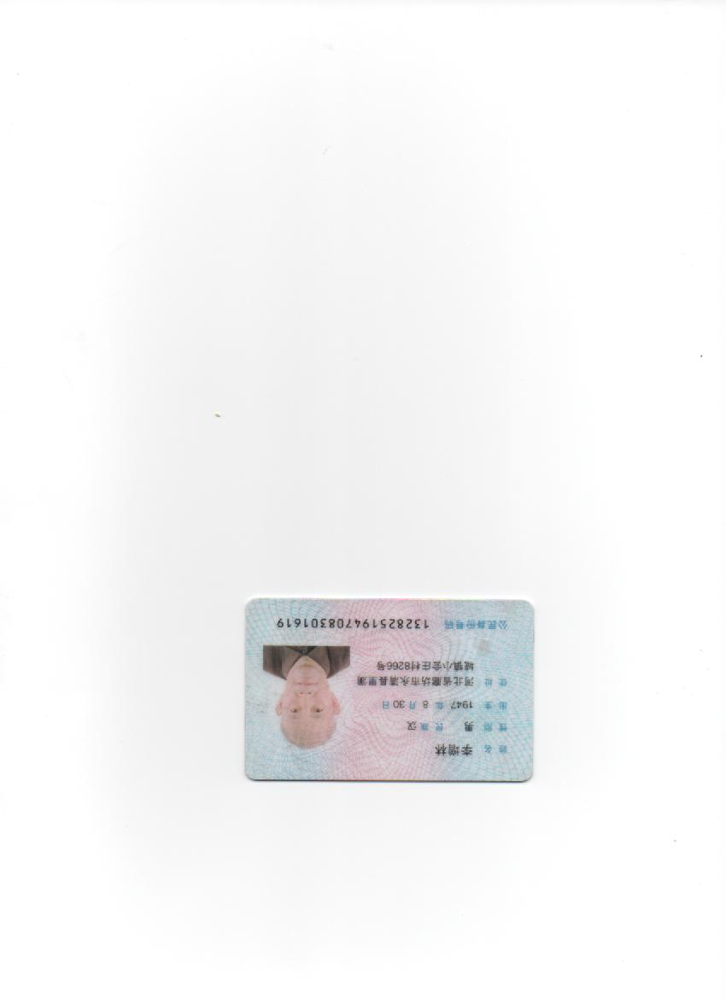 姓名 李增林
性别 男 民族 汉
出生 1947 年 8 月 30 日
住址 河北省廊坊市永清县里澜
城镇小会庄村8266号
公民身份号码 132825194708301619